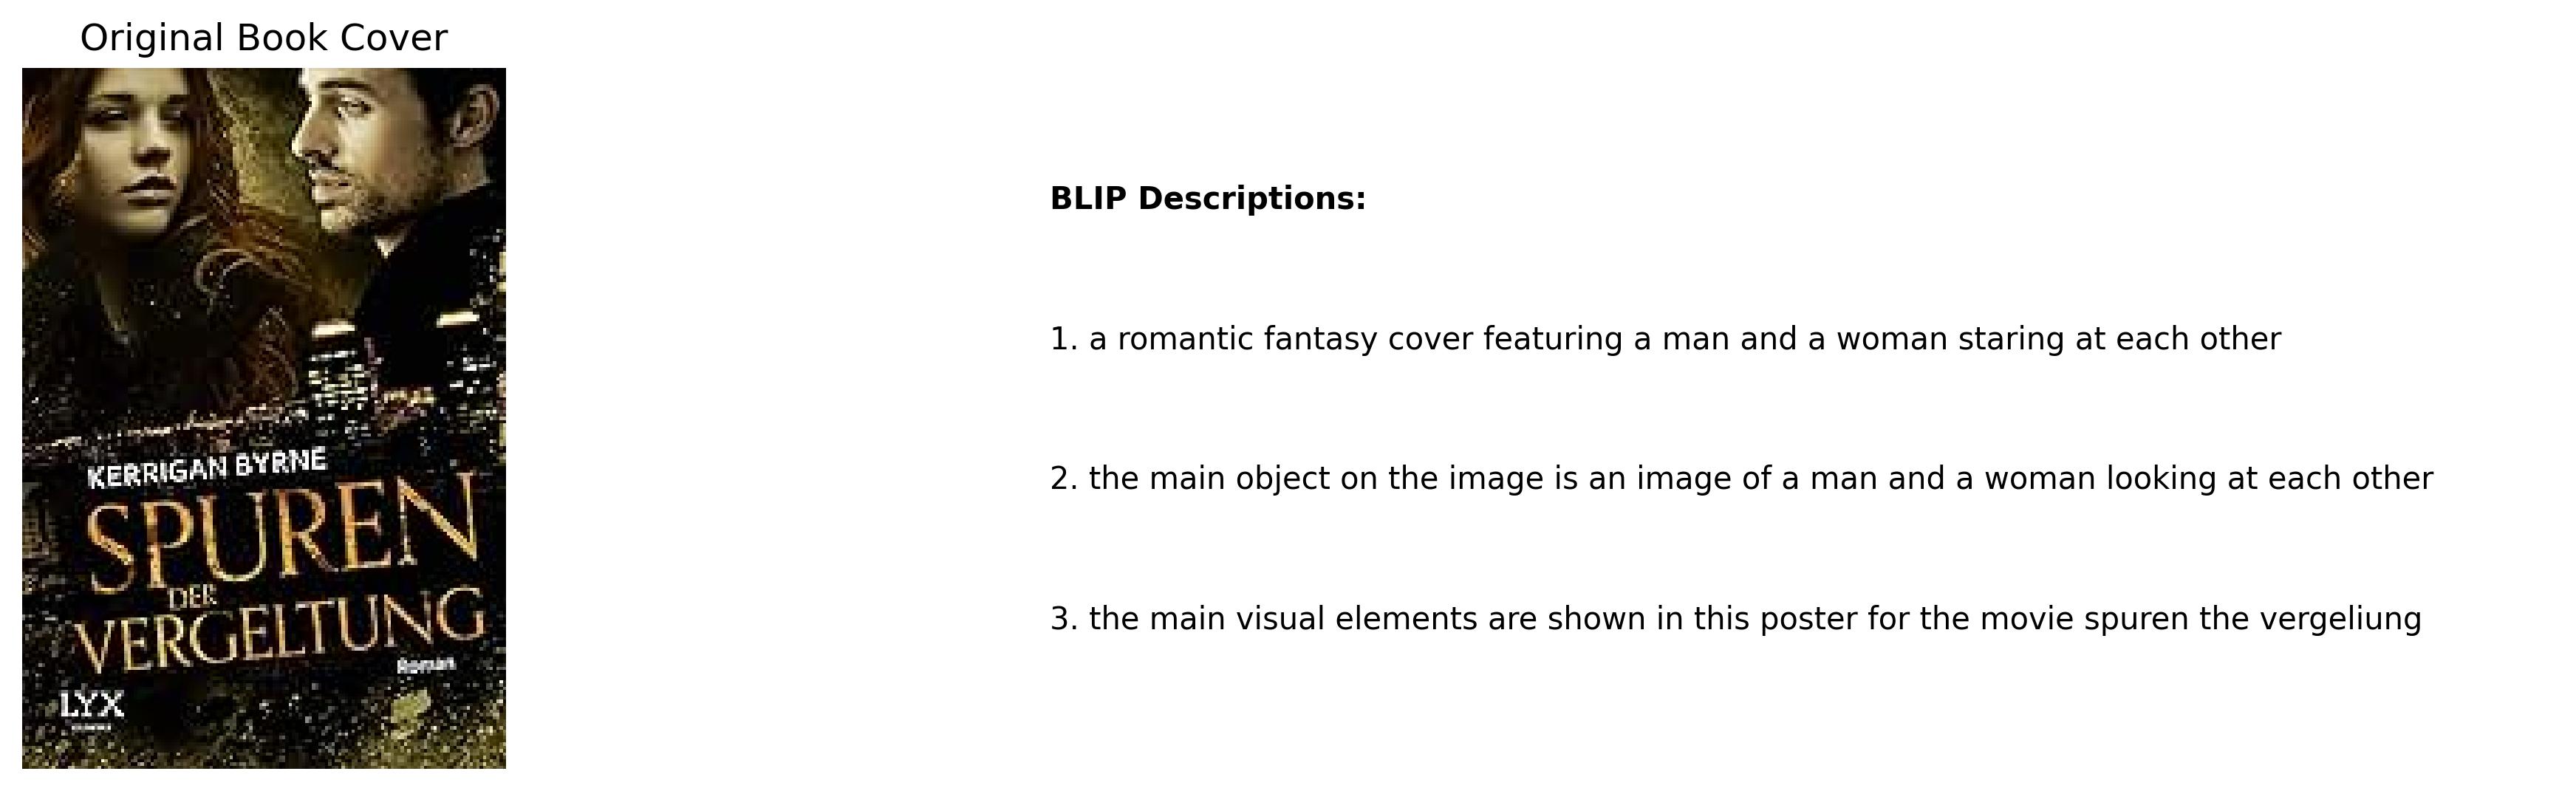 Original Book Cover
KERRIGAN BYRNE
SPUREN
DER
VERGELTUNG
Roman
LYX
BLIP Descriptions:
1. a romantic fantasy cover featuring a man and a woman staring at each other
2. the main object on the image is an image of a man and a woman looking at each other
3. the main visual elements are shown in this poster for the movie spuren the vergeliung